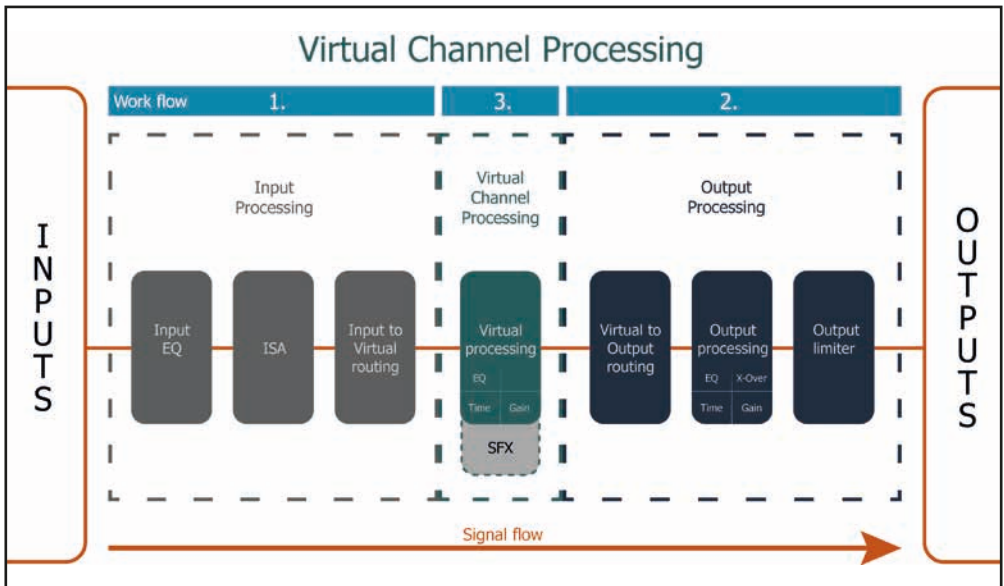 Virtual Channel Processing
Work flow 1. 3. 2.
INPUTS
Input
Processing
Virtual
Channel
Processing
Output
Processing
OUTPUTS
Input
EQ
ISA
Input to
Virtual
routing
Virtual
processing
EQ
Time Gain
SFX
Virtual to
Output
routing
Output
processing
EQ X-Over
Time Gain
Output
limiter
Signal flow